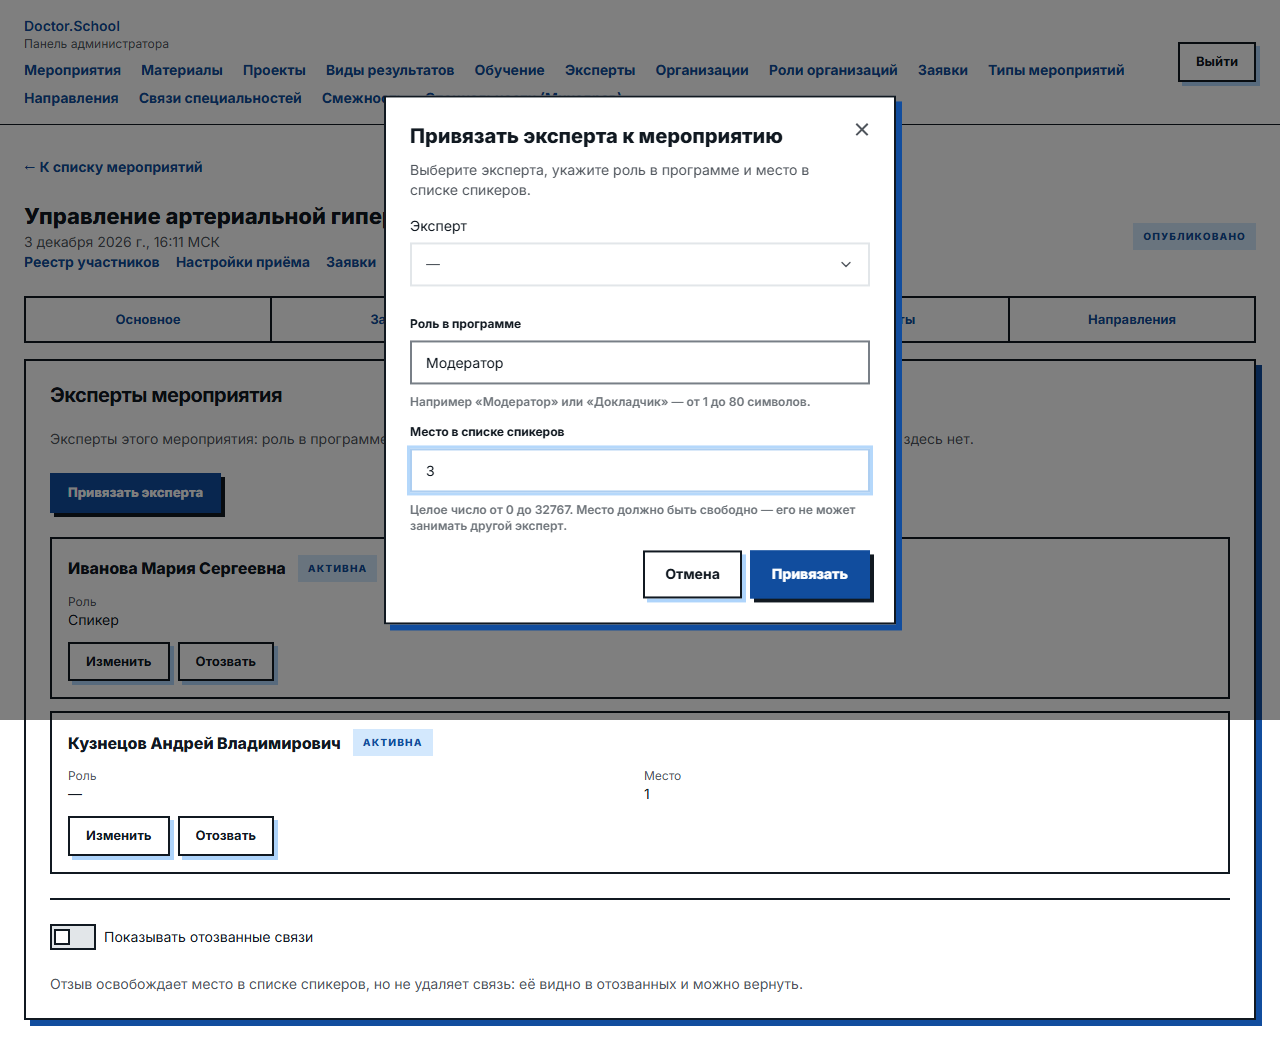 Doctor.School
Панель администратора
Мероприятия Материалы Проекты Виды результатов Обучение Эксперты Организации Роли организаций Заявки Типы мероприятий
Выйти
Направления Связи специальностей
← К списку мероприятий
Управление артериальной
3 декабря 2026 г., 16:11 МСК
ОПУБЛИКОВАНО
Реестр участников Настройки приёма Заявки
Основное
Направления
Эксперты мероприятия
Эксперты этого мероприятия: роль в программе
здесь нет.
Привязать эксперта
Привязать эксперта к мероприятию
Выберите эксперта, укажите роль в программе и место в
списке спикеров.
Эксперт
—
Роль в программе
Модератор
Например «Модератор» или «Докладчик» — от 1 до 80 символов.
Место в списке спикеров
3
Целое число от 0 до 32767. Место должно быть свободно — его не может
занимать другой эксперт.
Отмена Привязать
Иванова Мария Сергеевна АКТИВНА
Роль
Спикер
Изменить Отозвать
Кузнецов Андрей Владимирович АКТИВНА
Роль Место
— 1
Изменить Отозвать
Показывать отозванные связи
Отзыв освобождает место в списке спикеров, но не удаляет связь: её видно в отозванных и можно вернуть.